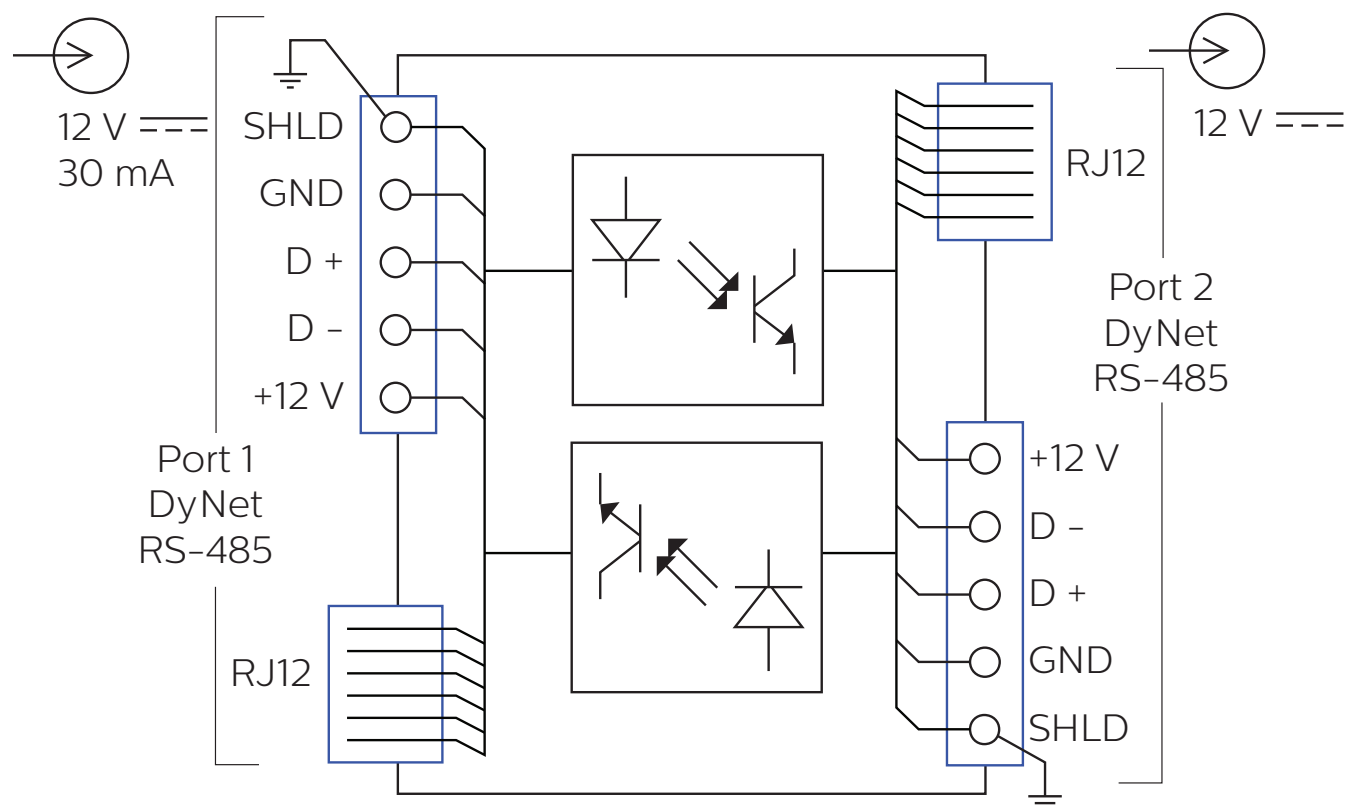 12 V
30 mA
SHLD
GND
D +
D -
+12 V
Port 1
DyNet
RS-485
RJ12
12 V
RJ12
Port 2
DyNet
RS-485
+12 V
D -
D +
GND
SHLD